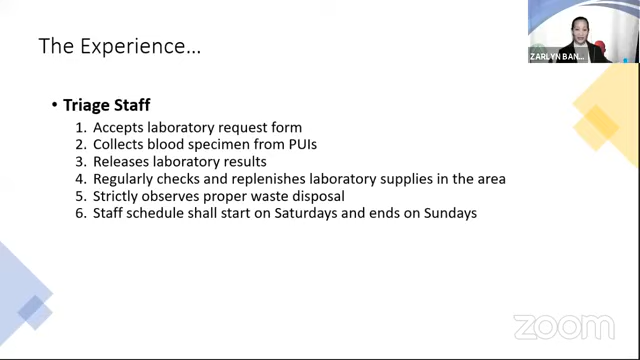 The Experience...
• Triage Staff
1. Accepts laboratory request form
2. Collects blood specimen from PUIs
3. Releases laboratory results
4. Regularly checks and replenishes laboratory supplies in the area
5. Strictly observes proper waste disposal
6. Staff schedule shall start on Saturdays and ends on Sundays
ZARLYN BAN...
zoom